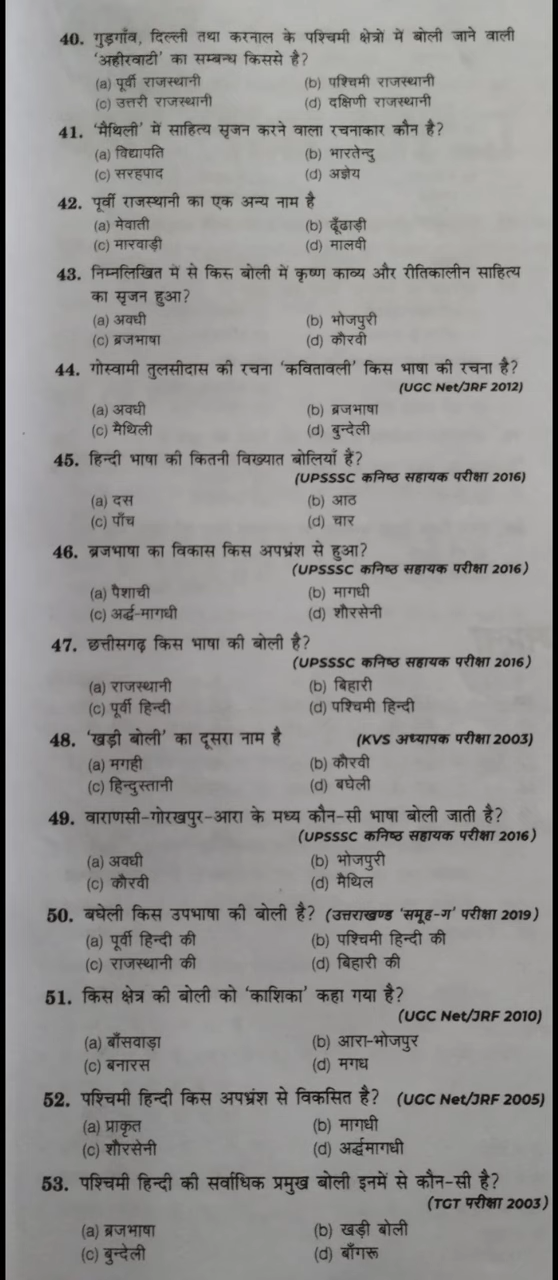 40. गुड़गाँव, दिल्ली तथा करनाल के पश्चिमी क्षेत्रों में बोली जाने वाली
'अहीरवाटी' का सम्बन्ध किससे है?
(a) पूर्वी राजस्थानी (b) पश्चिमी राजस्थानी
(c) उत्तरी राजस्थानी (d) दक्षिणी राजस्थानी
41. 'मैथिली' में साहित्य सृजन करने वाला रचनाकार कौन है?
(a) विद्यापति (b) भारतेन्दु
(c) सरहपाद (d) अज्ञेय
42. पूर्वी राजस्थानी का एक अन्य नाम है
(a) मेवाती (b) ढूँढाड़ी
(c) मारवाड़ी (d) मालवी
43. निम्नलिखित में से किस बोली में कृष्ण काव्य और रीतिकालीन साहित्य
का सृजन हुआ?
(a) अवधी (b) भोजपुरी
(c) ब्रजभाषा (d) कौरवी
44. गोस्वामी तुलसीदास की रचना 'कवितावली' किस भाषा की रचना है?
(UGC Net/JRF 2012)
(a) अवधी (b) ब्रजभाषा
(c) मैथिली (d) बुन्देली
45. हिन्दी भाषा की कितनी विख्यात बोलियाँ हैं?
(UPSSSC कनिष्ठ सहायक परीक्षा 2016)
(a) दस (b) आठ
(c) पाँच (d) चार
46. ब्रजभाषा का विकास किस अपभ्रंश से हुआ?
(UPSSSC कनिष्ठ सहायक परीक्षा 2016)
(a) पैशाची (b) मागधी
(c) अर्द्ध-मागधी (d) शौरसेनी
47. छत्तीसगढ़ किस भाषा की बोली है?
(UPSSSC कनिष्ठ सहायक परीक्षा 2016)
(a) राजस्थानी (b) बिहारी
(c) पूर्वी हिन्दी (d) पश्चिमी हिन्दी
48. 'खड़ी बोली' का दूसरा नाम है (KVS अध्यापक परीक्षा 2003)
(a) मगही (b) कौरवी
(c) हिन्दुस्तानी (d) बघेली
49. वाराणसी-गोरखपुर-आरा के मध्य कौन-सी भाषा बोली जाती है?
(UPSSSC कनिष्ठ सहायक परीक्षा 2016)
(a) अवधी (b) भोजपुरी
(c) कौरवी (d) मैथिल
50. बघेली किस उपभाषा की बोली है? (उत्तराखण्ड 'समूह-ग' परीक्षा 2019)
(a) पूर्वी हिन्दी की (b) पश्चिमी हिन्दी की
(c) राजस्थानी की (d) बिहारी की
51. किस क्षेत्र की बोली को 'काशिका' कहा गया है?
(UGC Net/JRF 2010)
(a) बाँसवाड़ा (b) आरा-भोजपुर
(c) बनारस (d) मगध
52. पश्चिमी हिन्दी किस अपभ्रंश से विकसित है? (UGC Net/JRF 2005)
(a) प्राकृत (b) मागधी
(c) शौरसेनी (d) अर्द्धमागधी
53. पश्चिमी हिन्दी की सर्वाधिक प्रमुख बोली इनमें से कौन-सी है?
(TGT परीक्षा 2003)
(a) ब्रजभाषा (b) खड़ी बोली
(c) बुन्देली (d) बाँगरू